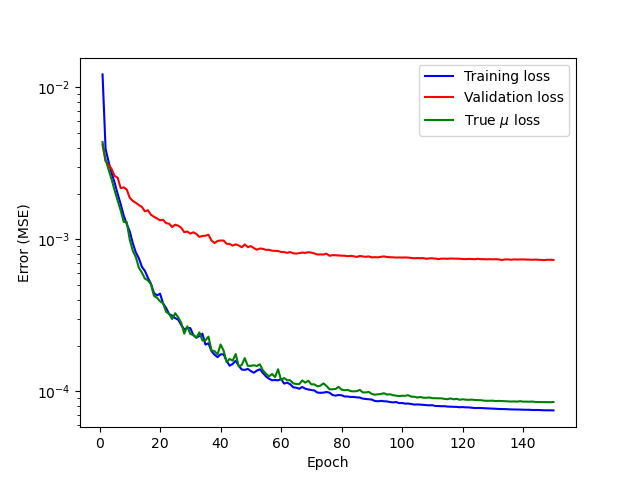 Training loss
Validation loss
True μ loss
10⁻²
10⁻³
10⁻⁴
Error (MSE)
0 20 40 60 80 100 120 140
Epoch